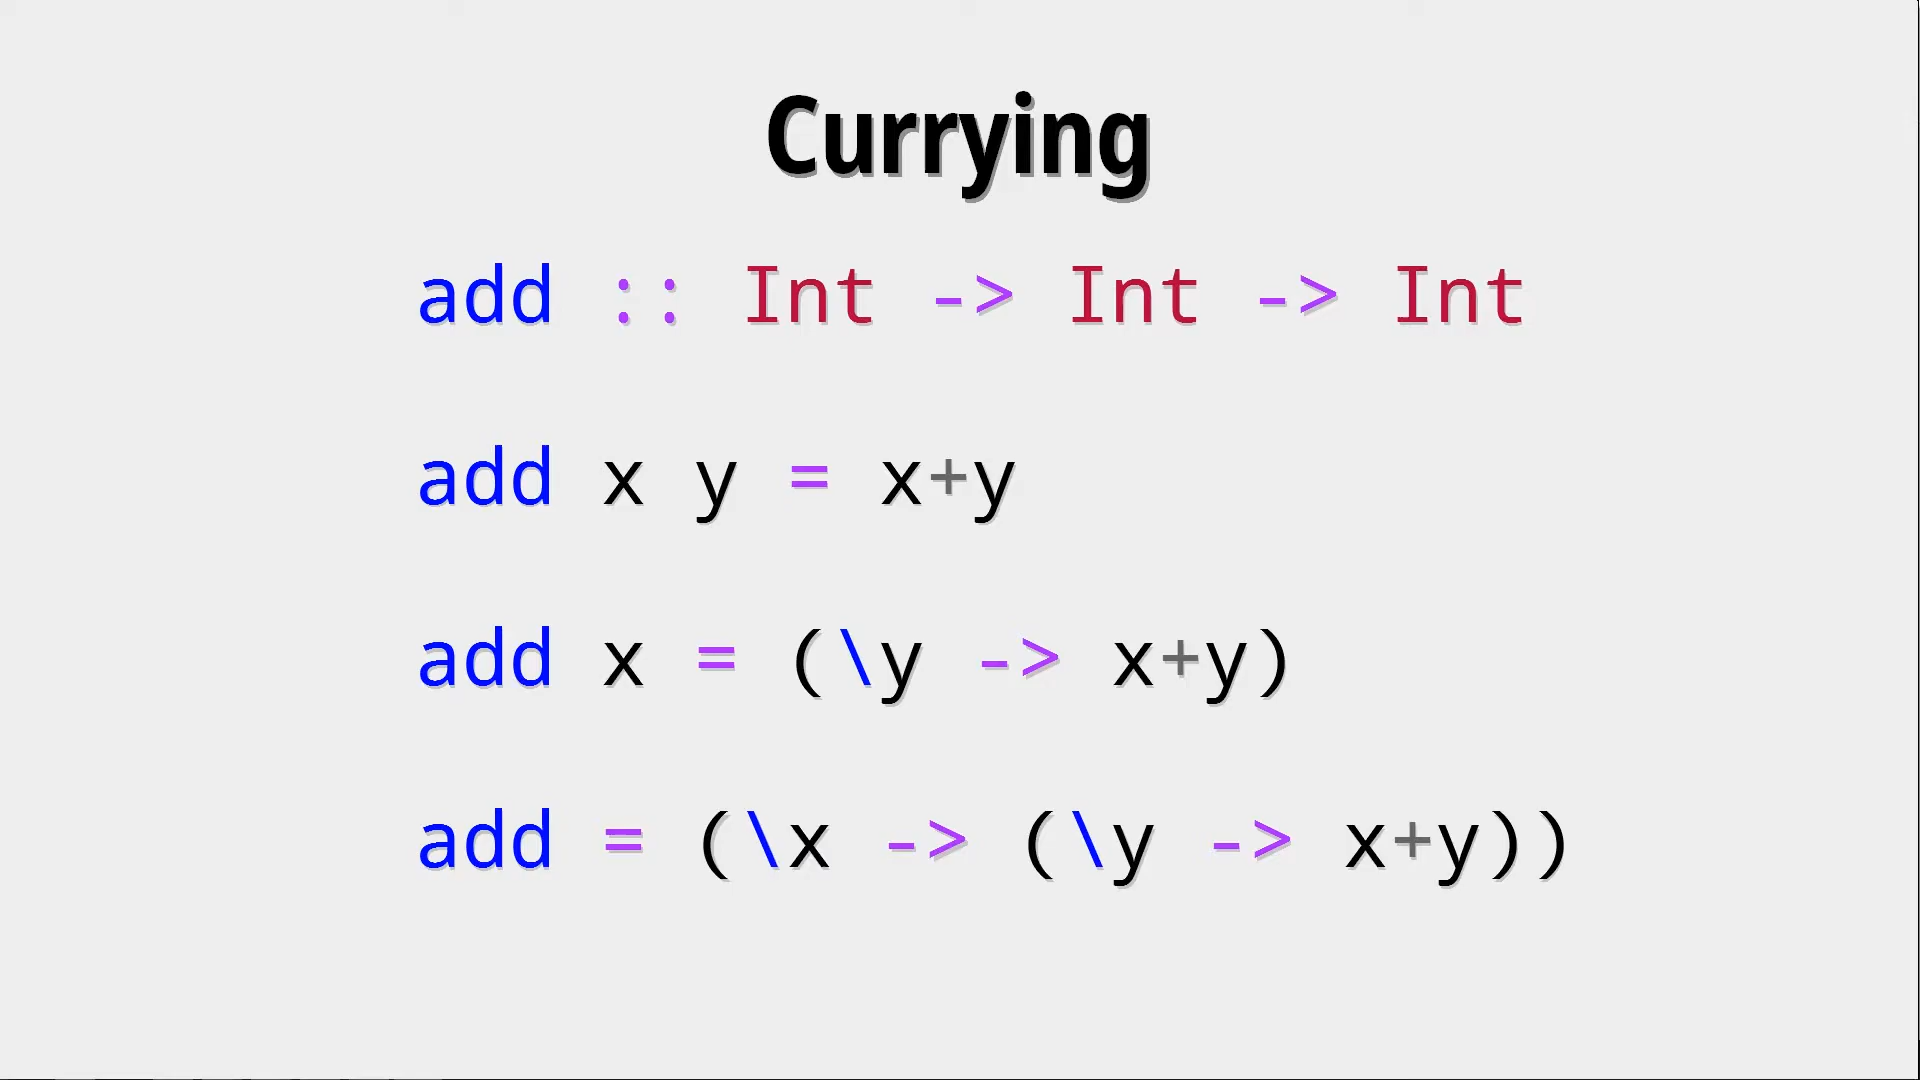 Currying
add :: Int -> Int -> Int
add x y = x+y
add x = (\y -> x+y)
add = (\x -> (\y -> x+y))